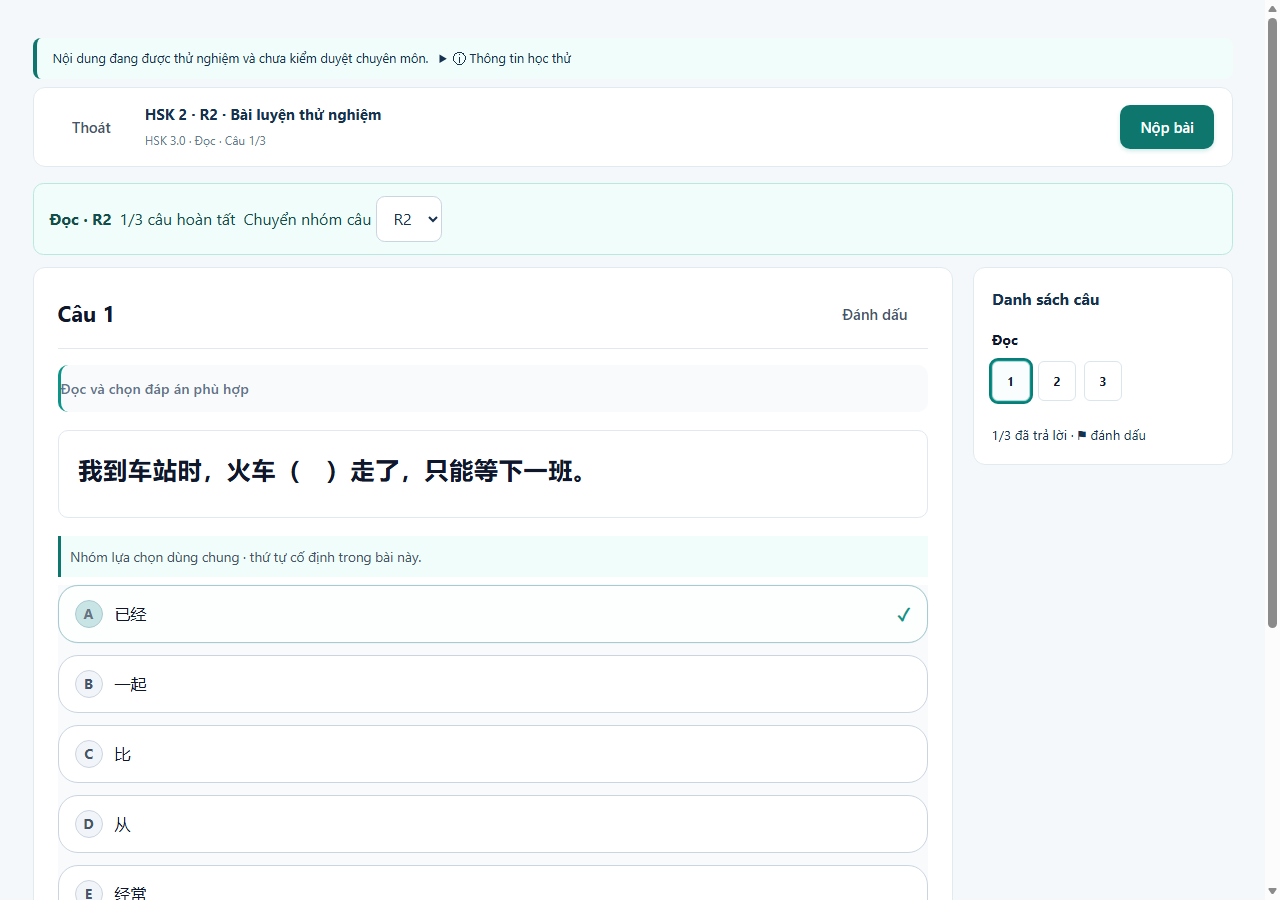 Nội dung đang được thử nghiệm và chưa kiểm duyệt chuyên môn. ▶ ⓘ Thông tin học thử
Thoát
HSK 2 · R2 · Bài luyện thử nghiệm
HSK 3.0 · Đọc · Câu 1/3
Nộp bài
Đọc · R2 1/3 câu hoàn tất Chuyển nhóm câu R2
Câu 1
Đánh dấu
Đọc và chọn đáp án phù hợp
我到车站时，火车（　）走了，只能等下一班。
Nhóm lựa chọn dùng chung · thứ tự cố định trong bài này.
A 已经 ✓
B 一起
C 比
D 从
E 经常
Danh sách câu
Đọc
1 2 3
1/3 đã trả lời · ⚑ đánh dấu